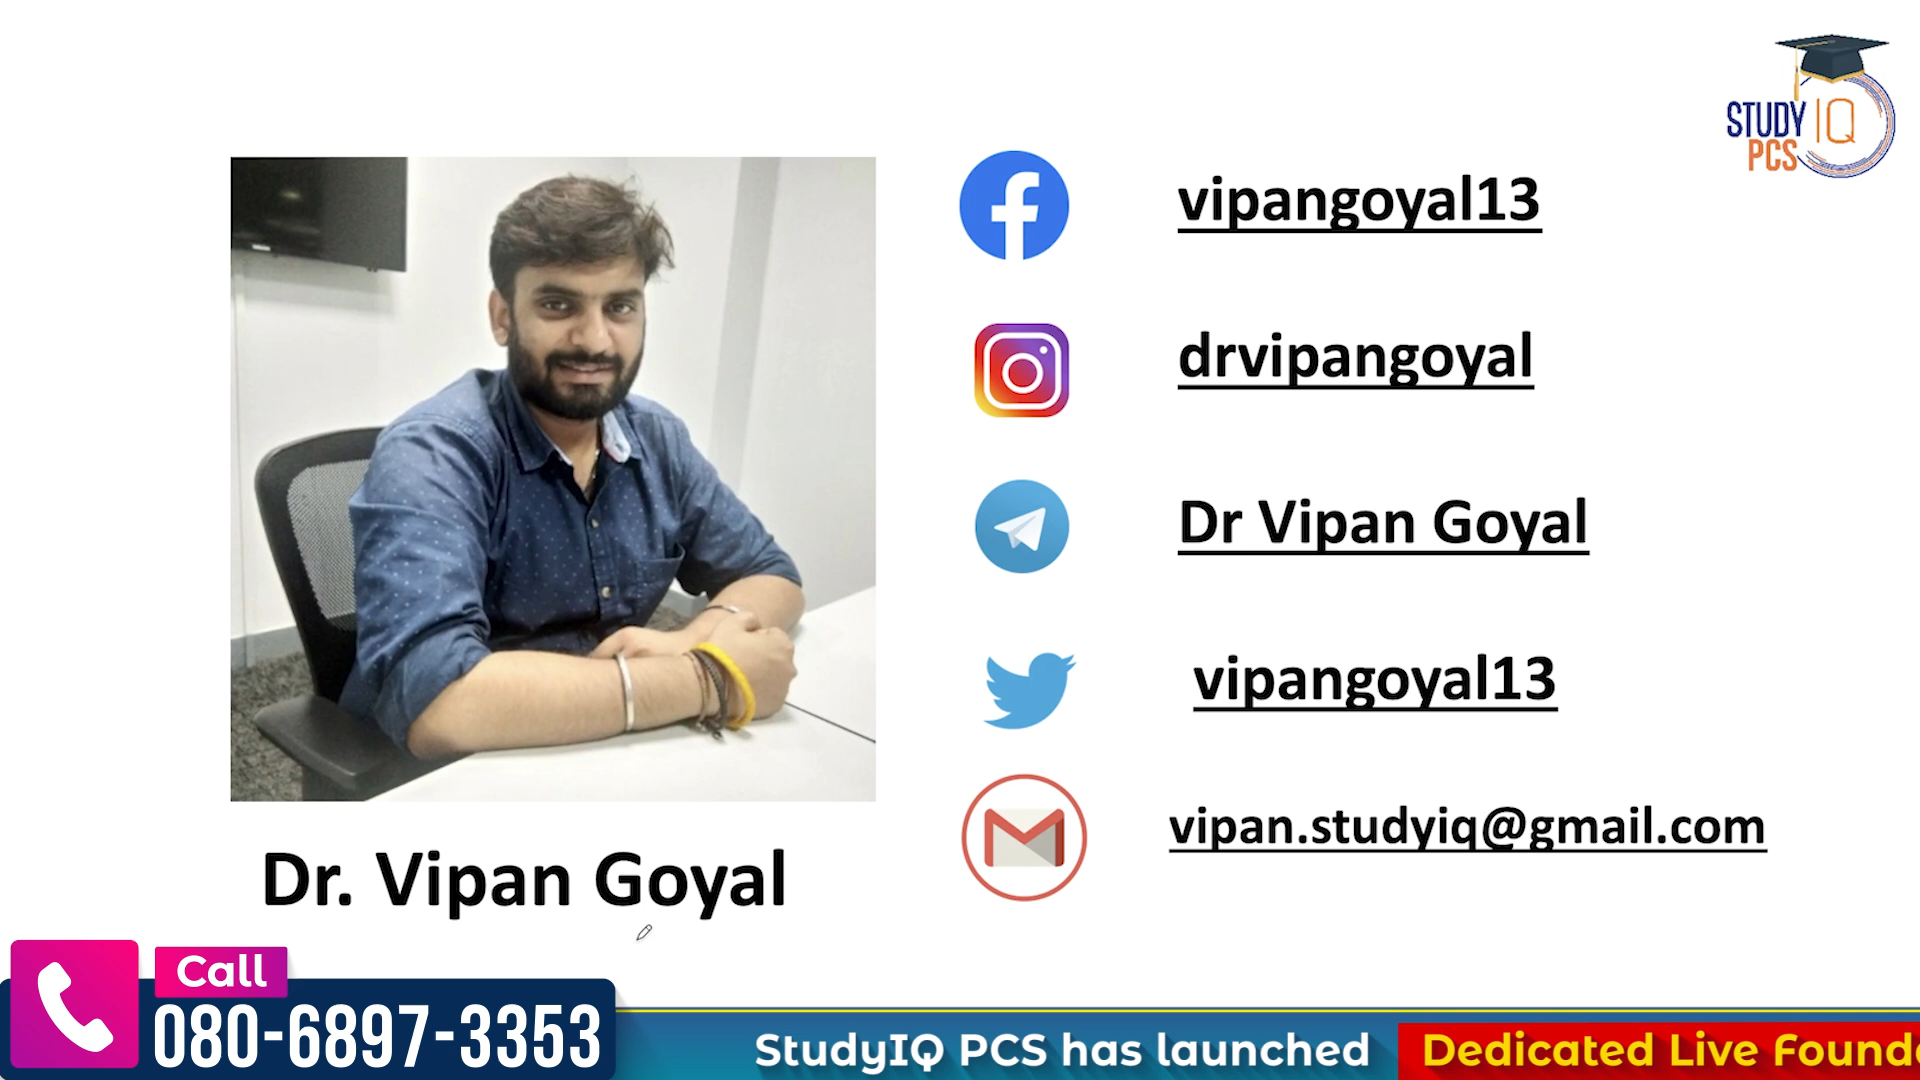 STUDY IQ
PCS
vipangoyal13
drvipangoyal
Dr Vipan Goyal
vipangoyal13
vipan.studyiq@gmail.com
Dr. Vipan Goyal
Call
080-6897-3353
StudyIQ PCS has launched Dedicated Live Founda